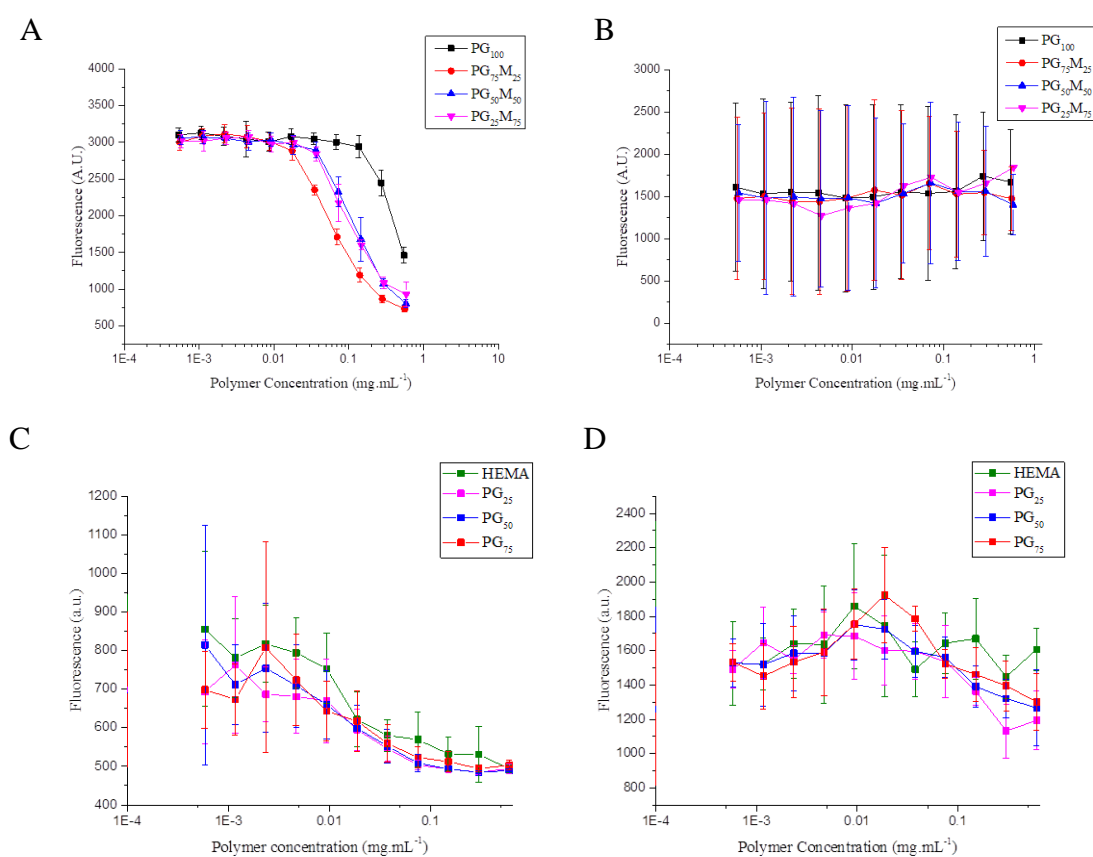 A
PG₁₀₀
PG₇₅M₂₅
PG₅₀M₅₀
PG₂₅M₇₅
4000
3500
3000
2500
2000
1500
1000
500
Fluorescence (A.U.)
1E-4 1E-3 0.01 0.1 1 10
Polymer Concentration (mg.mL⁻¹)
B
PG₁₀₀
PG₇₅M₂₅
PG₅₀M₅₀
PG₂₅M₇₅
3000
2500
2000
1500
1000
500
0
Fluorescence (A.U.)
1E-4 1E-3 0.01 0.1 1
Polymer Concentration (mg.mL⁻¹)
C
HEMA
PG₂₅
PG₅₀
PG₇₅
1200
1100
1000
900
800
700
600
500
400
Fluorescence (a.u.)
1E-4 1E-3 0.01 0.1
Polymer concentration (mg.mL⁻¹)
D
HEMA
PG₂₅
PG₅₀
PG₇₅
2400
2200
2000
1800
1600
1400
1200
1000
800
Fluorescence (a.u.)
1E-4 1E-3 0.01 0.1
Polymer concentration (mg.mL⁻¹)